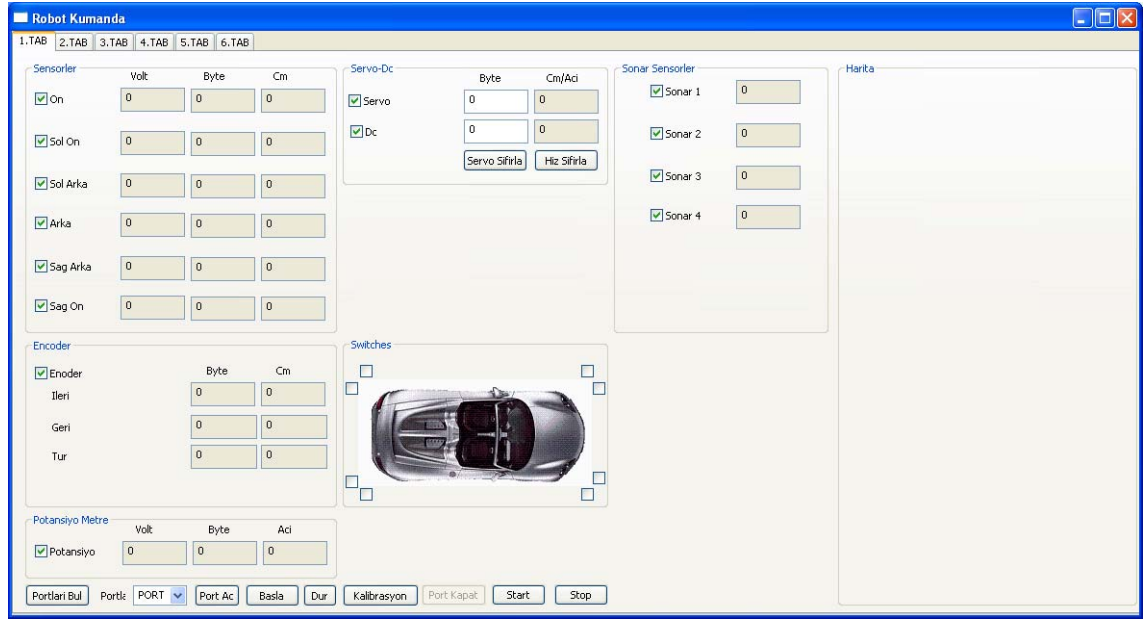 Robot Kumanda
1.TAB 2.TAB 3.TAB 4.TAB 5.TAB 6.TAB
Sensorler
Volt Byte Cm
On 0 0 0
Sol On 0 0 0
Sol Arka 0 0 0
Arka 0 0 0
Sag Arka 0 0 0
Sag On 0 0 0
Servo-Dc
Byte Cm/Aci
Servo 0 0
Dc 0 0
Servo Sifirla Hiz Sifirla
Sonar Sensorler
Sonar 1 0
Sonar 2 0
Sonar 3 0
Sonar 4 0
Harita
Encoder
Enoder Byte Cm
Ileri 0 0
Geri 0 0
Tur 0 0
Switches
Potansiyo Metre
Volt Byte Aci
Potansiyo 0 0 0
Portlari Bul Portla PORT Port Ac Basla Dur Kalibrasyon Port Kapat Start Stop